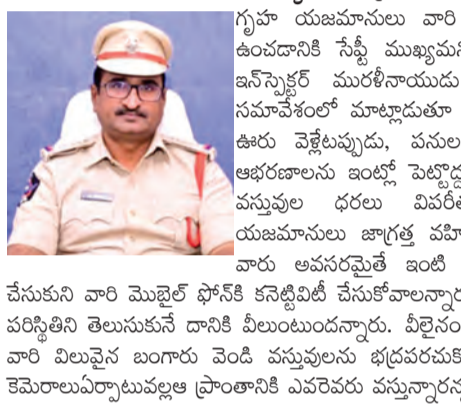 గృహ యజమానులు వారి
ఉంచడానికి సేఫ్టీ ముఖ్యమని
ఇన్‌స్పెక్టర్ మురళీనాయుడు
సమావేశంలో మాట్లాడుతూ
ఊరు వెళ్లేటప్పుడు, పనుల
ఆభరణాలను ఇంట్లో పెట్టొద్ద
వస్తువుల ధరలు విపరీత
యజమానులు జాగ్రత్త వహి
వారు అవసరమైతే ఇంటి
చేసుకుని వారి మొబైల్ ఫోన్‌కి కనెక్టివిటీ చేసుకోవాలన్నార
పరిస్థితిని తెలుసుకునే దానికి వీలుంటుందన్నారు. వీలైనం
వారి విలువైన బంగారు వెండి వస్తువులను భద్రపరచుకో
కెమెరాలుఏర్పాటువల్లఆ ప్రాంతానికి ఎవరెవరు వస్తున్నారన